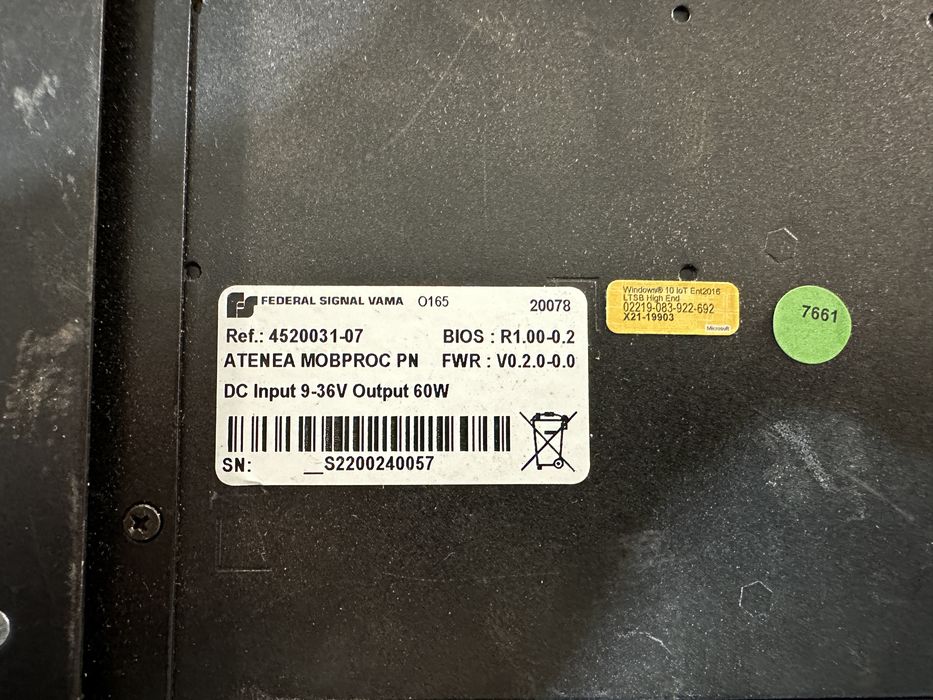 FEDERAL SIGNAL VAMA O165 20078
Ref.: 4520031-07 BIOS : R1.00-0.2
ATENEA MOBPROC PN FWR : V0.2.0-0.0
DC Input 9-36V Output 60W
SN: __S2200240057
Windows® 10 IoT Ent2016
LTSB High End
02219-083-922-692
X21-19903
Microsoft
7661